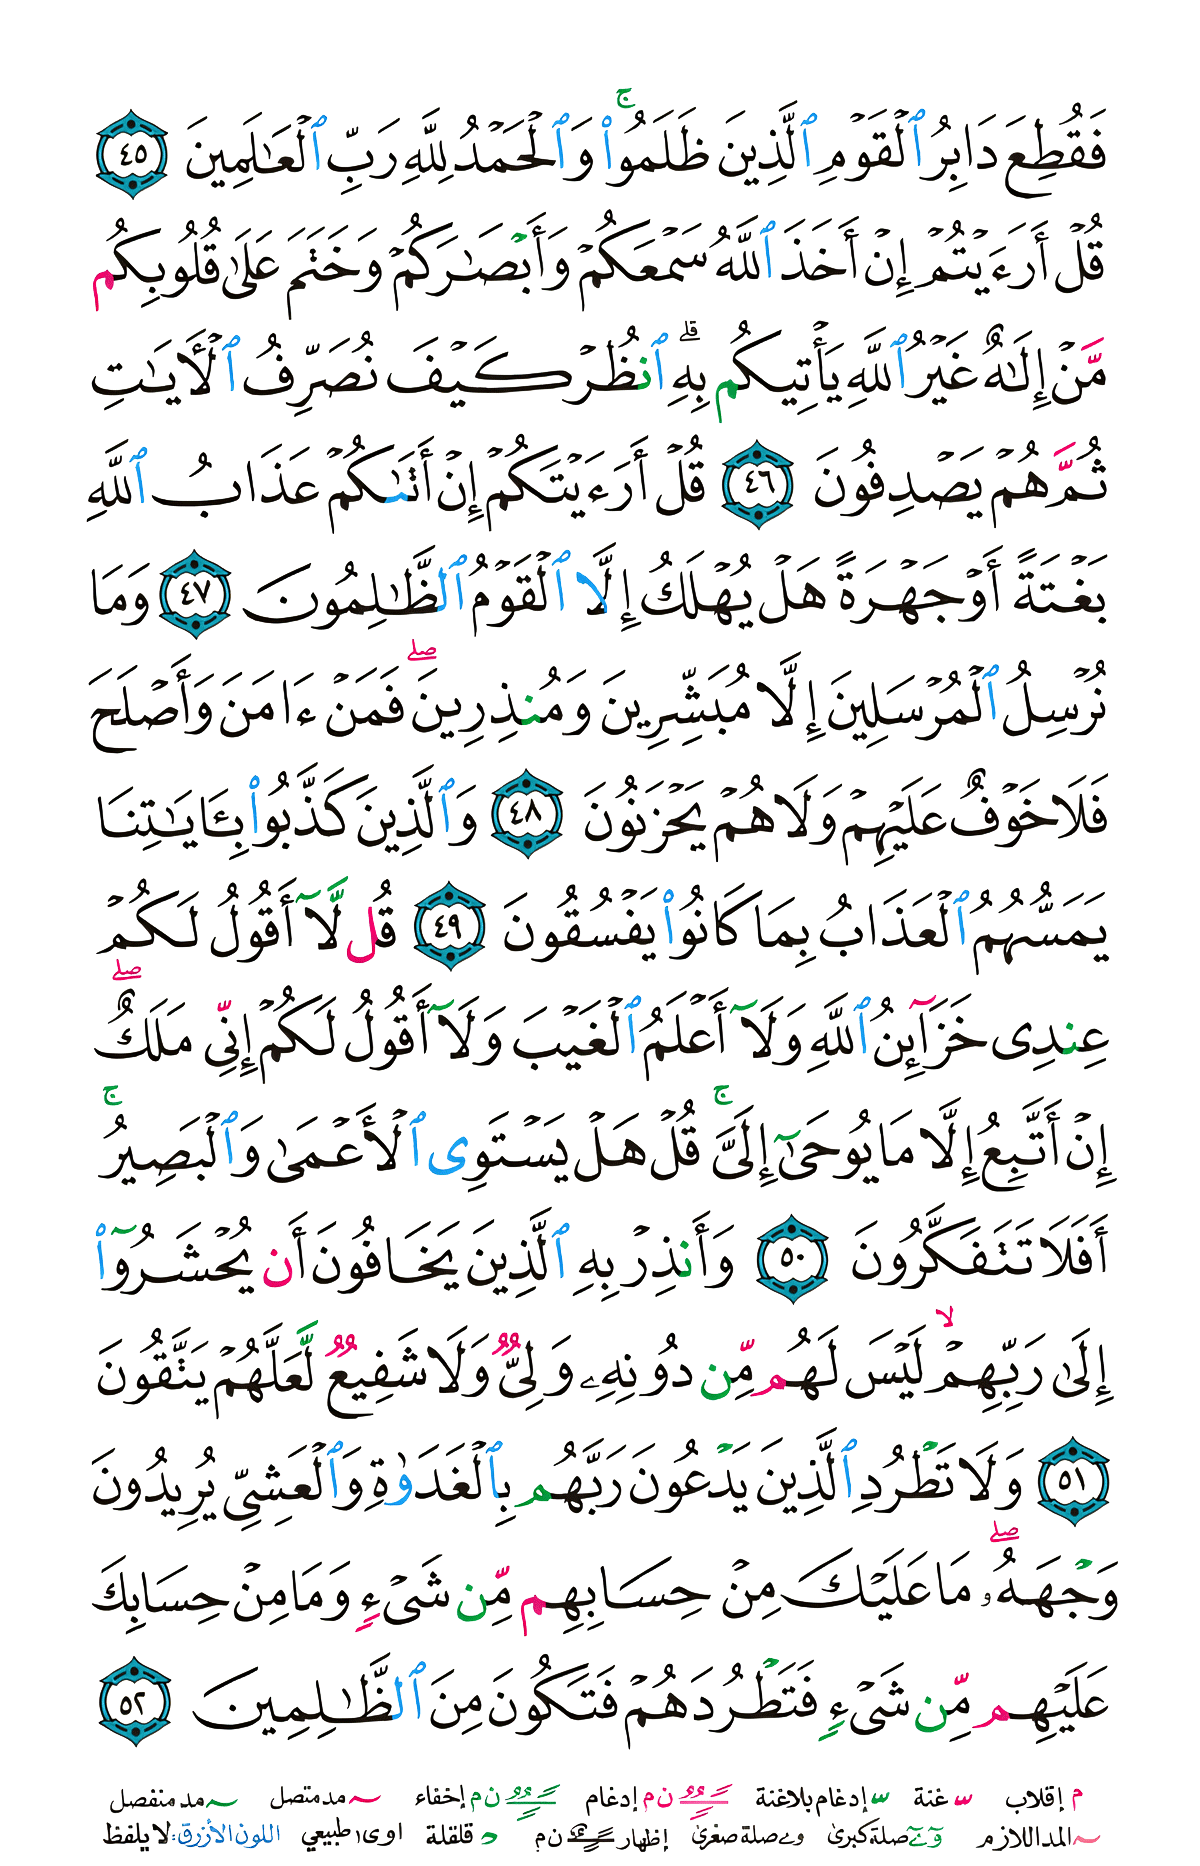 فَقُطِعَ دَابِرُ ٱلۡقَوۡمِ ٱلَّذِينَ ظَلَمُواْۚ وَٱلۡحَمۡدُ لِلَّهِ رَبِّ ٱلۡعَٰلَمِينَ ٤٥
قُلۡ أَرَءَيۡتُمۡ إِنۡ أَخَذَ ٱللَّهُ سَمۡعَكُمۡ وَأَبۡصَٰرَكُمۡ وَخَتَمَ عَلَىٰ قُلُوبِكُم
مَّنۡ إِلَٰهٌ غَيۡرُ ٱللَّهِ يَأۡتِيكُم بِهِۗ ٱنظُرۡ كَيۡفَ نُصَرِّفُ ٱلۡأٓيَٰتِ
ثُمَّ هُمۡ يَصۡدِفُونَ ٤٦ قُلۡ أَرَءَيۡتَكُمۡ إِنۡ أَتَىٰكُمۡ عَذَابُ ٱللَّهِ
بَغۡتَةً أَوۡ جَهۡرَةً هَلۡ يُهۡلَكُ إِلَّا ٱلۡقَوۡمُ ٱلظَّٰلِمُونَ ٤٧ وَمَا
نُرۡسِلُ ٱلۡمُرۡسَلِينَ إِلَّا مُبَشِّرِينَ وَمُنذِرِينَۖ فَمَنۡ ءَامَنَ وَأَصۡلَحَ
فَلَا خَوۡفٌ عَلَيۡهِمۡ وَلَا هُمۡ يَحۡزَنُونَ ٤٨ وَٱلَّذِينَ كَذَّبُواْ بِـَٔايَٰتِنَا
يَمَسُّهُمُ ٱلۡعَذَابُ بِمَا كَانُواْ يَفۡسُقُونَ ٤٩ قُل لَّآ أَقُولُ لَكُمۡ
عِندِى خَزَآئِنُ ٱللَّهِ وَلَآ أَعۡلَمُ ٱلۡغَيۡبَ وَلَآ أَقُولُ لَكُمۡ إِنِّى مَلَكٌۖ
إِنۡ أَتَّبِعُ إِلَّا مَا يُوحَىٰٓ إِلَىَّۚ قُلۡ هَلۡ يَسۡتَوِى ٱلۡأَعۡمَىٰ وَٱلۡبَصِيرُۚ
أَفَلَا تَتَفَكَّرُونَ ٥٠ وَأَنذِرۡ بِهِ ٱلَّذِينَ يَخَافُونَ أَن يُحۡشَرُوٓاْ
إِلَىٰ رَبِّهِمۡۙ لَيۡسَ لَهُم مِّن دُونِهِۦ وَلِىٌّ وَلَا شَفِيعٌ لَّعَلَّهُمۡ يَتَّقُونَ
٥١ وَلَا تَطۡرُدِ ٱلَّذِينَ يَدۡعُونَ رَبَّهُم بِٱلۡغَدَوٰةِ وَٱلۡعَشِىِّ يُرِيدُونَ
وَجۡهَهُۥۖ مَا عَلَيۡكَ مِنۡ حِسَابِهِم مِّن شَىۡءٍ وَمَا مِنۡ حِسَابِكَ
عَلَيۡهِم مِّن شَىۡءٍ فَتَطۡرُدَهُمۡ فَتَكُونَ مِنَ ٱلظَّٰلِمِينَ ٥٢
م إقلاب ّ غنة ّ إدغام بلاغنة ـًـٌـٍ ن م إدغام ـًـٌـٍ ن م إخفاء ~ مد متصل ~ مد منفصل
~ المد اللازم وٓ ےٓ صلة كبرى و ے صلة صغرى إظهار ـًـٌـٍ ن م د قلقلة ا و ى طبيعي اللون الأزرق: لا يلفظ